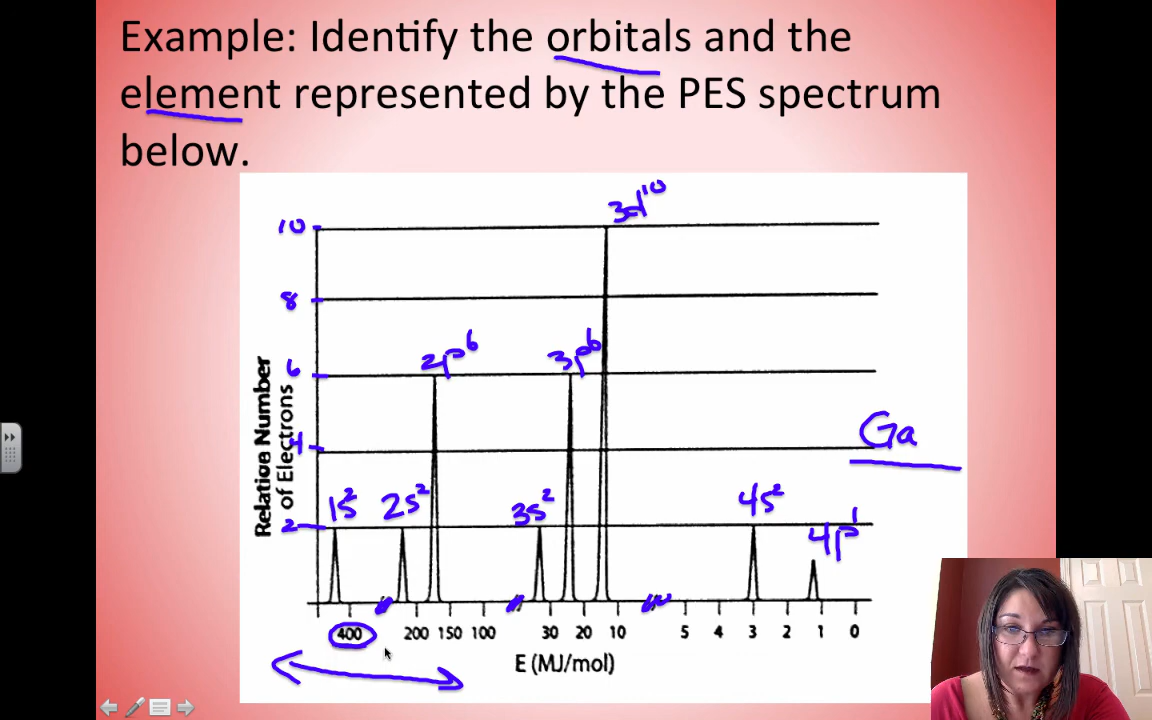 Example: Identify the orbitals and the
element represented by the PES spectrum
below.
3d¹⁰
10
8
2p⁶
3p⁶
6
Relation Number
of Electrons
4
Ga
1s²
2s²
3s²
4s²
4p¹
2
400 200 150 100 30 20 10 5 4 3 2 1 0
E (MJ/mol)